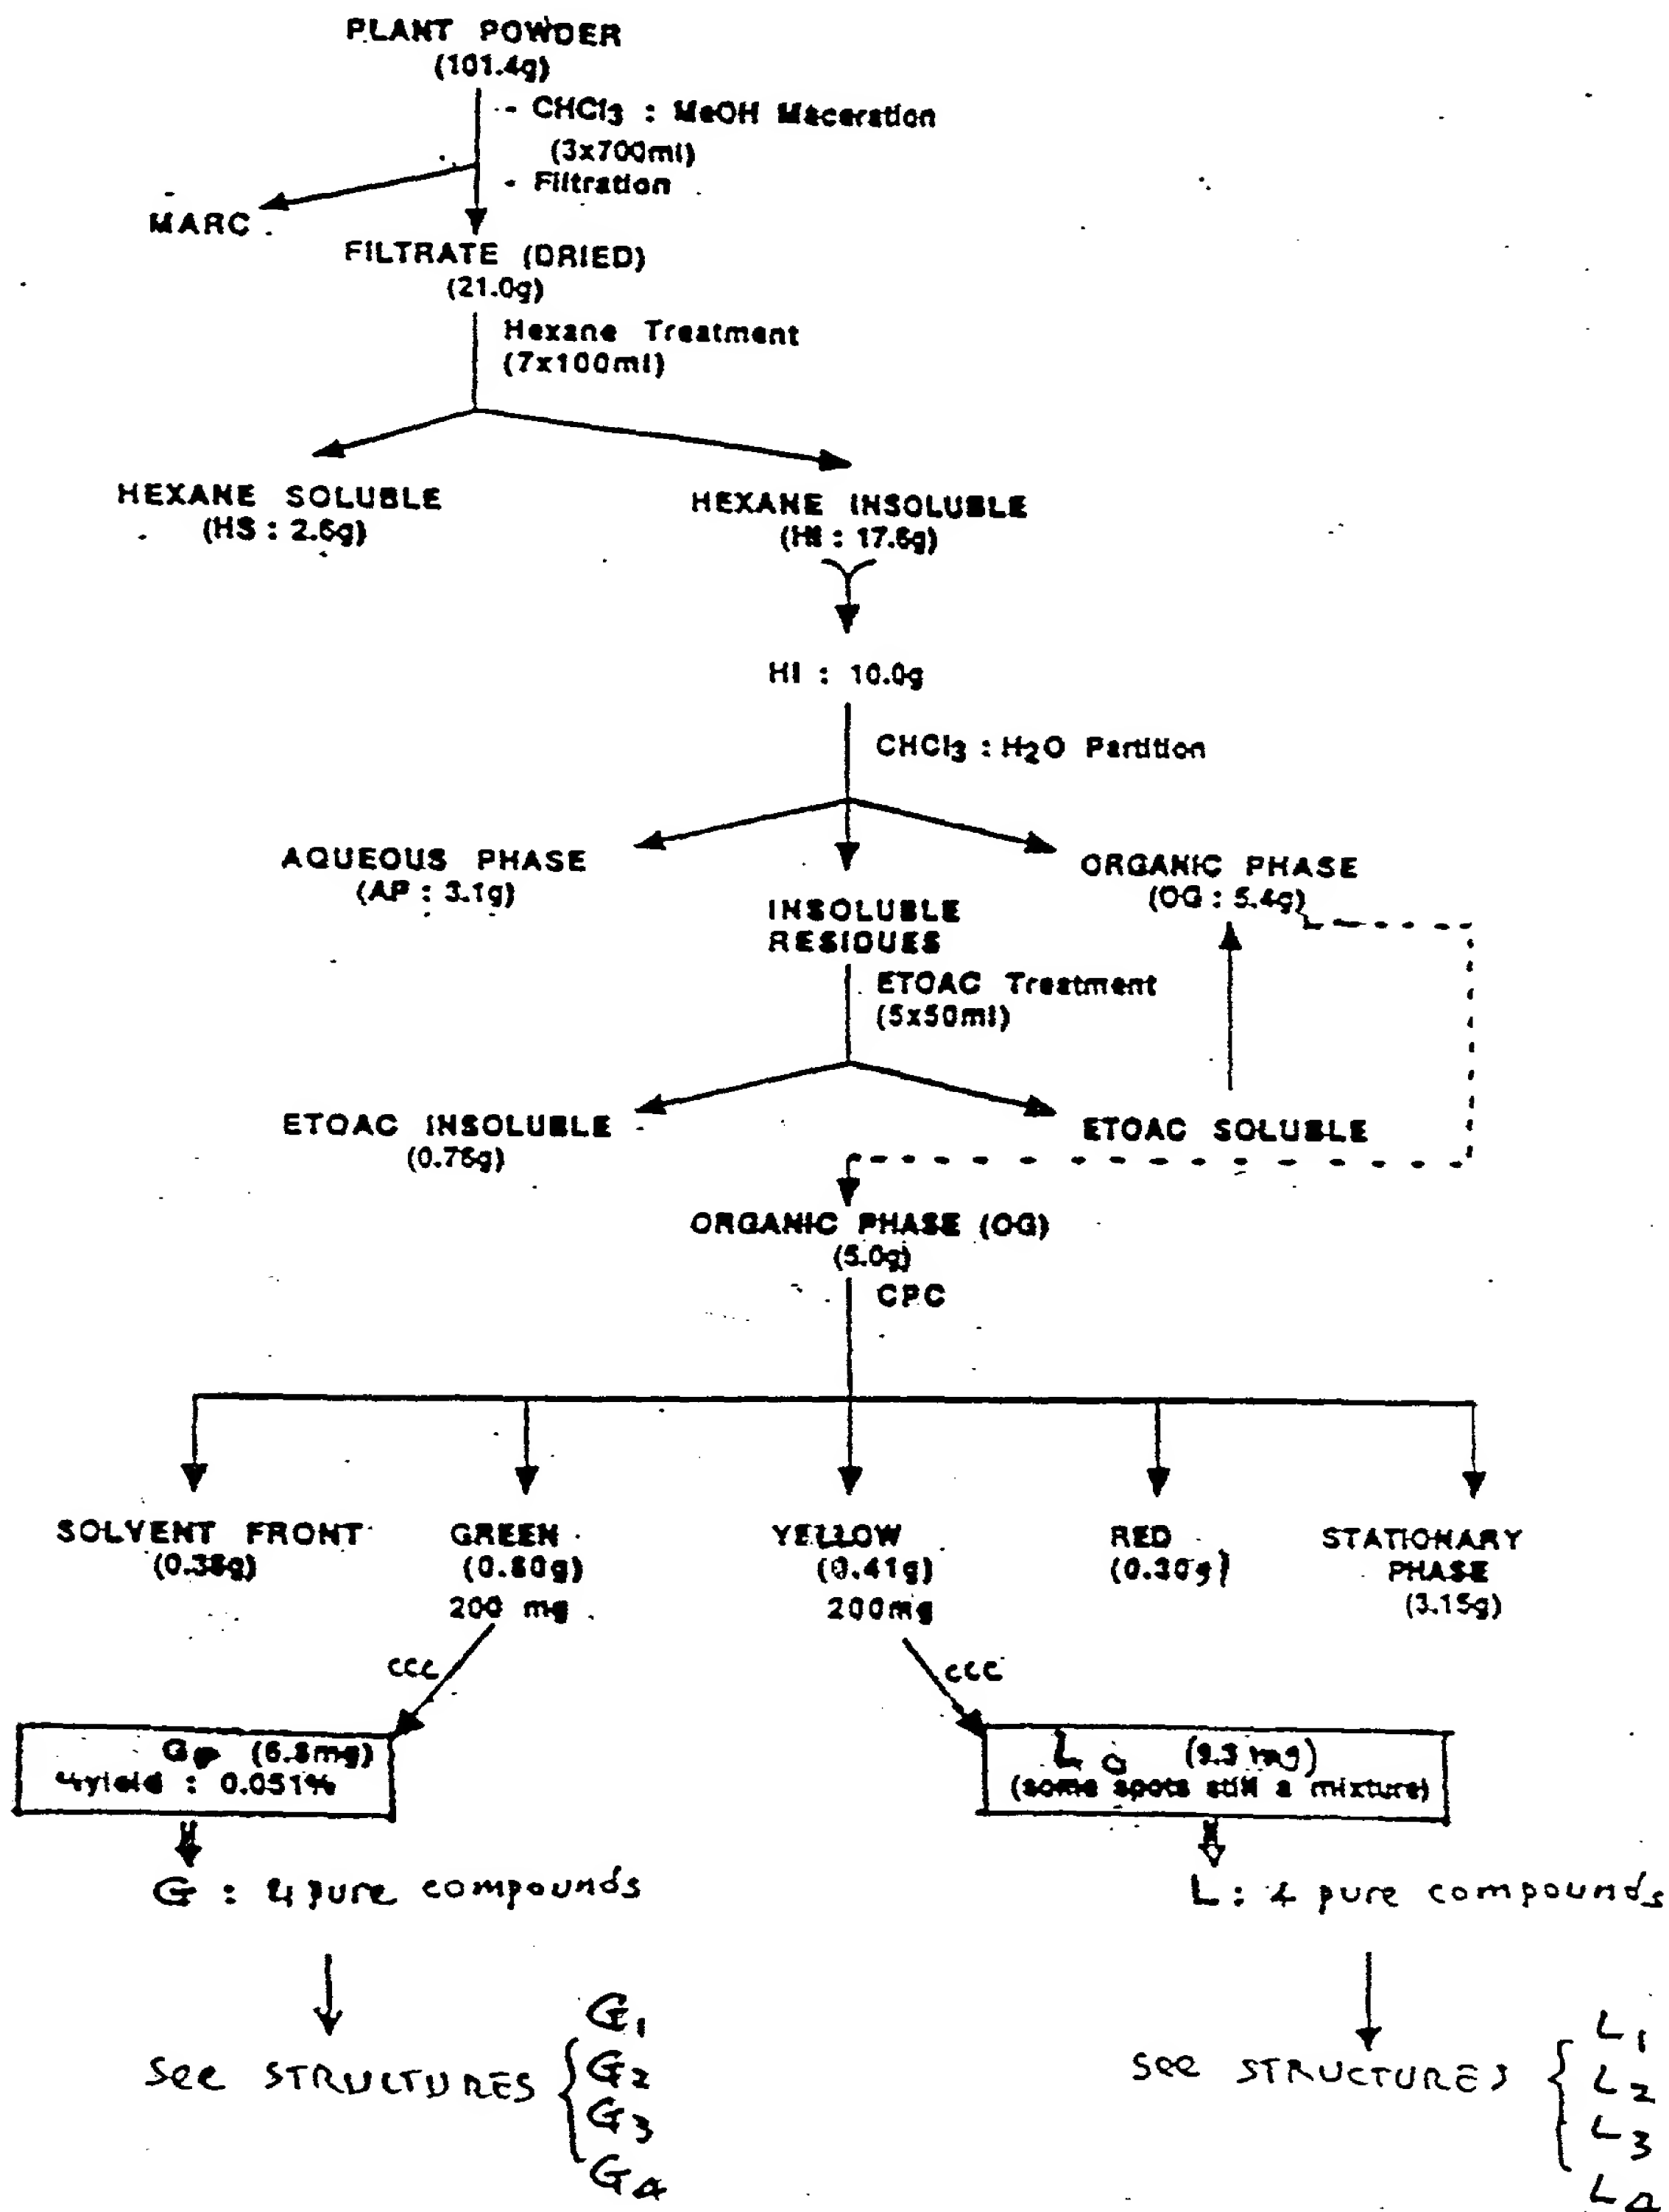 PLANT POWDER
(101.4g)
- CHCl3 : MeOH Maceration
(3x700ml)
- Filtration
MARC
FILTRATE (DRIED)
(21.0g)
Hexane Treatment
(7x100ml)
HEXANE SOLUBLE
(HS : 2.6g)
HEXANE INSOLUBLE
(HI : 17.6g)
HI : 10.0g
CHCl3 : H2O Partition
AQUEOUS PHASE
(AP : 3.1g)
INSOLUBLE
RESIDUES
ORGANIC PHASE
(OG : 5.4g)
ETOAC Treatment
(5x50ml)
ETOAC INSOLUBLE
(0.76g)
ETOAC SOLUBLE
ORGANIC PHASE (OG)
(5.0g)
CPC
SOLVENT FRONT
GREEN
(0.80g)
200 mg
YELLOW
(0.41g)
200mg
RED
(0.30g)
STATIONARY
PHASE
(3.15g)
CCC
CCC
yield : 0.051%
(some spots still a mixture)
G : 4 pure compounds
L : 4 pure compounds
See STRUCTURES
G1
G2
G3
G4
See STRUCTURES
L1
L2
L3
L4